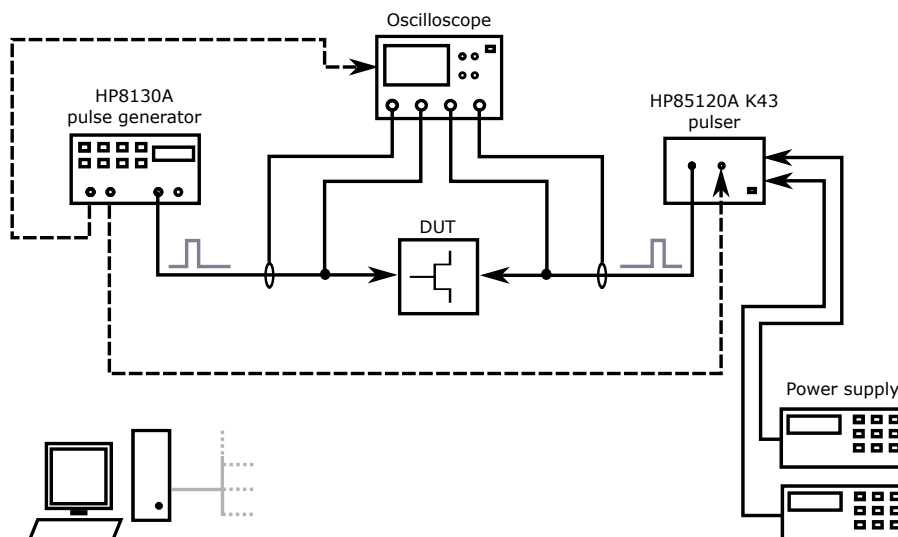 Oscilloscope
HP8130A
pulse generator
HP85120A K43
pulser
DUT
Power supply